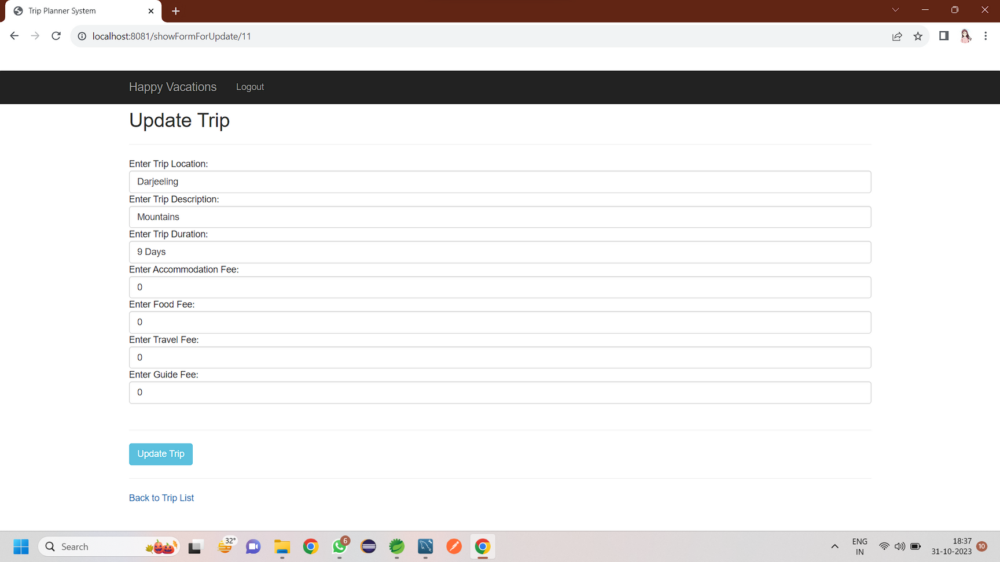 Trip Planner System
localhost:8081/showFormForUpdate/11
Happy Vacations Logout
Update Trip
Enter Trip Location:
Darjeeling
Enter Trip Description:
Mountains
Enter Trip Duration:
9 Days
Enter Accommodation Fee:
0
Enter Food Fee:
0
Enter Travel Fee:
0
Enter Guide Fee:
0
Update Trip
Back to Trip List
Search
32°
6
ENG
IN
18:37
31-10-2023
10